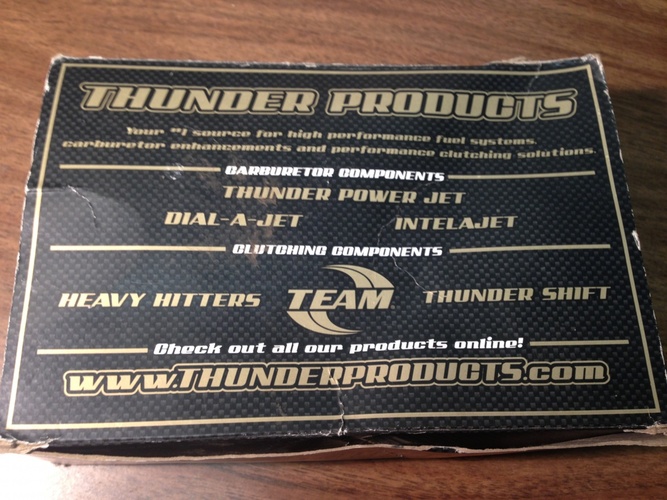 THUNDER PRODUCTS
Your #1 source for high performance fuel systems,
carburetor enhancements and performance clutching solutions.
CARBURETOR COMPONENTS
THUNDER POWER JET
DIAL-A-JET INTELAJET
CLUTCHING COMPONENTS
HEAVY HITTERS TEAM THUNDER SHIFT
Check out all our products online!
www.THUNDERPRODUCTS.com